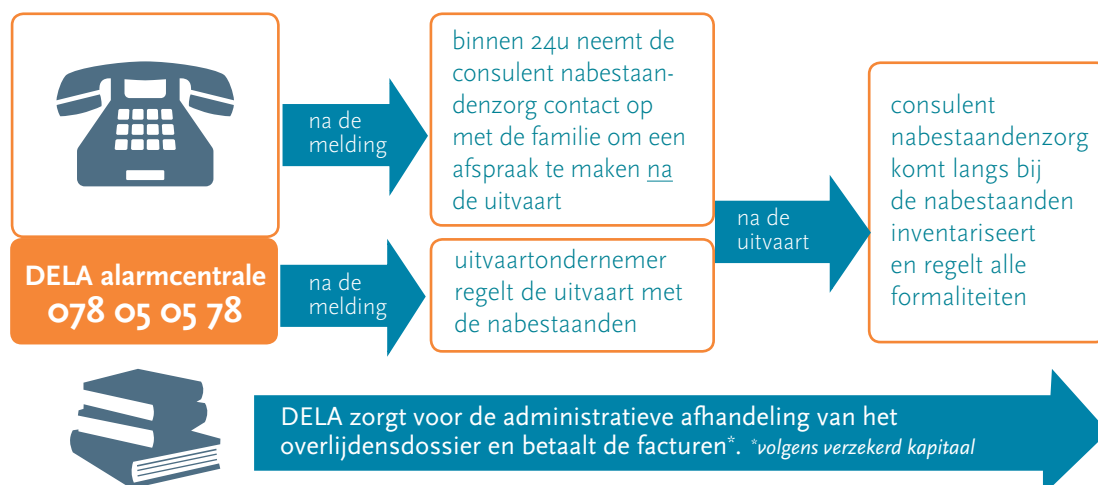 DELA alarmcentrale
078 05 05 78
na de
melding
binnen 24u neemt de
consulent nabestaan-
denzorg contact op
met de familie om een
afspraak te maken na
de uitvaart
na de
melding
uitvaartondernemer
regelt de uitvaart met
de nabestaanden
na de
uitvaart
consulent
nabestaandenzorg
komt langs bij
de nabestaanden
inventariseert
en regelt alle
formaliteiten
DELA zorgt voor de administratieve afhandeling van het
overlijdensdossier en betaalt de facturen*. *volgens verzekerd kapitaal